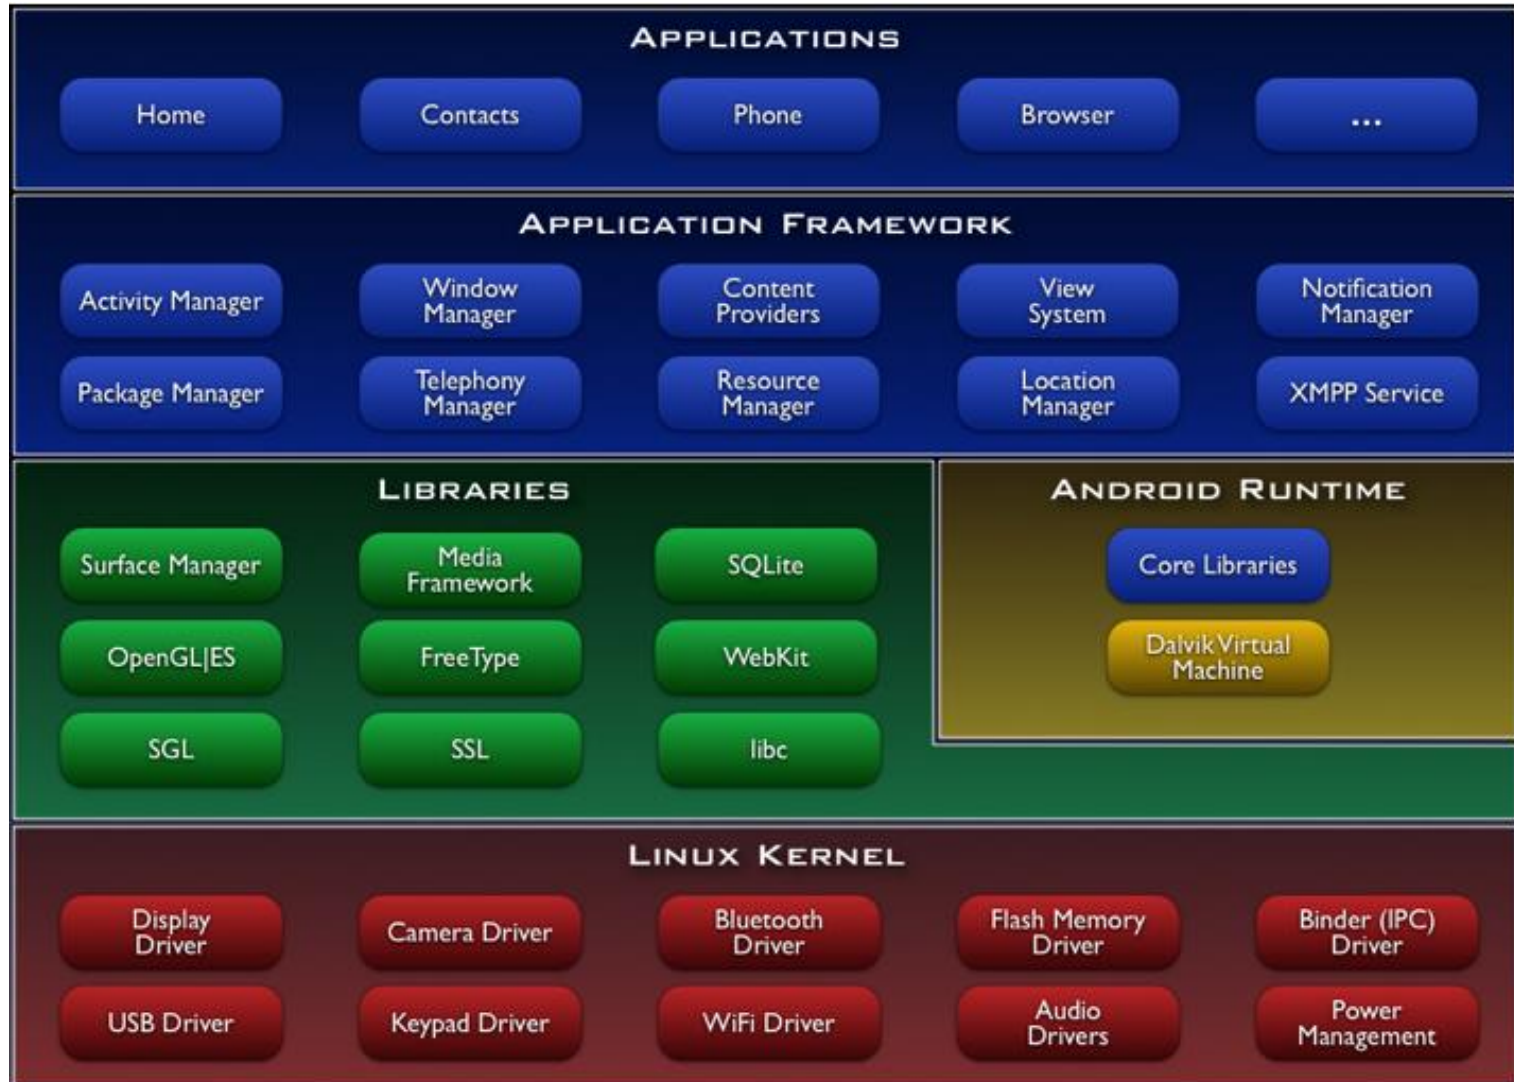 APPLICATIONS
Home
Contacts
Phone
Browser
...
APPLICATION FRAMEWORK
Activity Manager
Window
Manager
Content
Providers
View
System
Notification
Manager
Package Manager
Telephony
Manager
Resource
Manager
Location
Manager
XMPP Service
LIBRARIES
Surface Manager
Media
Framework
SQLite
OpenGL|ES
FreeType
WebKit
SGL
SSL
libc
ANDROID RUNTIME
Core Libraries
Dalvik Virtual
Machine
LINUX KERNEL
Display
Driver
Camera Driver
Bluetooth
Driver
Flash Memory
Driver
Binder (IPC)
Driver
USB Driver
Keypad Driver
WiFi Driver
Audio
Drivers
Power
Management